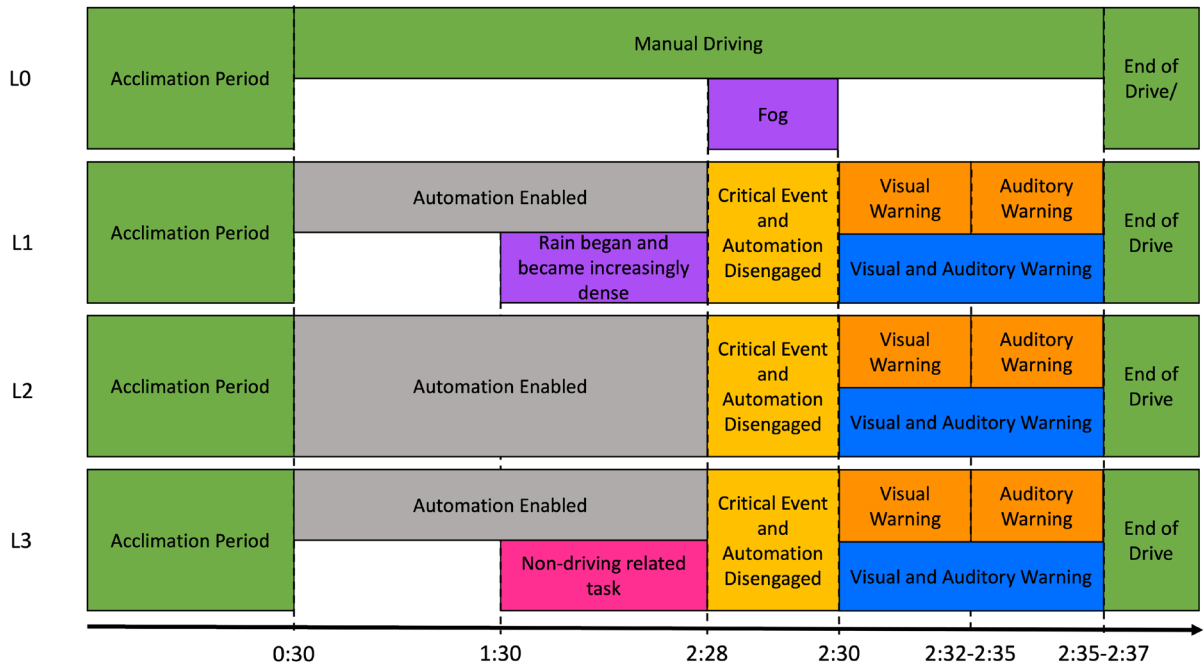 L0
Acclimation Period
Manual Driving
Fog
End of
Drive/
L1
Acclimation Period
Automation Enabled
Rain began and
became increasingly
dense
Critical Event
and
Automation
Disengaged
Visual
Warning
Auditory
Warning
Visual and Auditory Warning
End of
Drive
L2
Acclimation Period
Automation Enabled
Critical Event
and
Automation
Disengaged
Visual
Warning
Auditory
Warning
Visual and Auditory Warning
End of
Drive
L3
Acclimation Period
Automation Enabled
Non-driving related
task
Critical Event
and
Automation
Disengaged
Visual
Warning
Auditory
Warning
Visual and Auditory Warning
End of
Drive
0:30 1:30 2:28 2:30 2:32-2:35 2:35-2:37